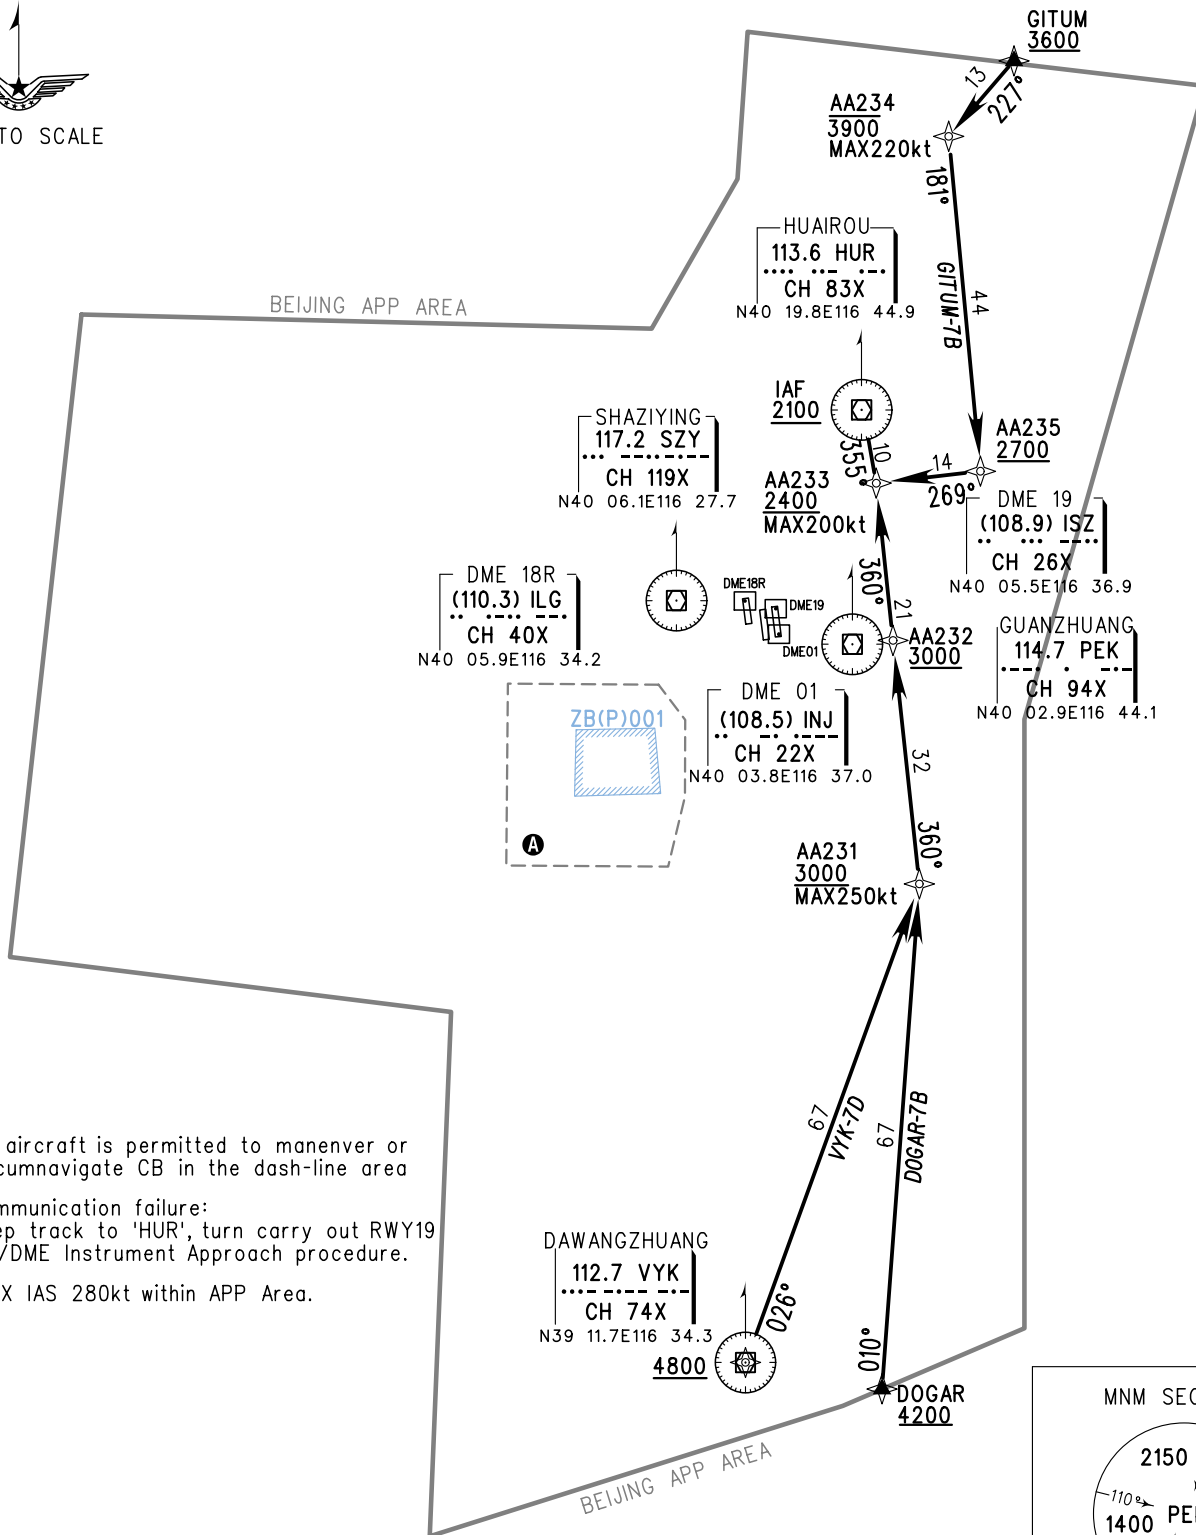 GITUM
3600
13
227°
TO SCALE
AA234
3900
MAX220kt
181°
HUAIROU
113.6 HUR
CH 83X
N40 19.8E116 44.9
GITUM-7B
44
BEIJING APP AREA
IAF
2100
SHAZIYING
117.2 SZY
CH 119X
N40 06.1E116 27.7
10
355°
AA235
2700
14
269°
AA233
2400
MAX200kt
DME 19
(108.9) ISZ
CH 26X
N40 05.5E116 36.9
DME 18R
(110.3) ILG
CH 40X
N40 05.9E116 34.2
DME18R
DME19
DME01
360°
21
AA232
3000
GUANZHUANG
114.7 PEK
CH 94X
N40 02.9E116 44.1
DME 01
(108.5) INJ
CH 22X
N40 03.8E116 37.0
ZB(P)001
A
32
360°
AA231
3000
MAX250kt
67
VYK-7D
67
DOGAR-7B
aircraft is permitted to manenver or
cumnavigate CB in the dash-line area
mmunication failure:
ep track to 'HUR', turn carry out RWY19
/DME Instrument Approach procedure.
X IAS 280kt within APP Area.
DAWANGZHUANG
112.7 VYK
CH 74X
N39 11.7E116 34.3
4800
026°
010°
DOGAR
4200
BEIJING APP AREA
MNM SEC
2150
110°
1400
PE